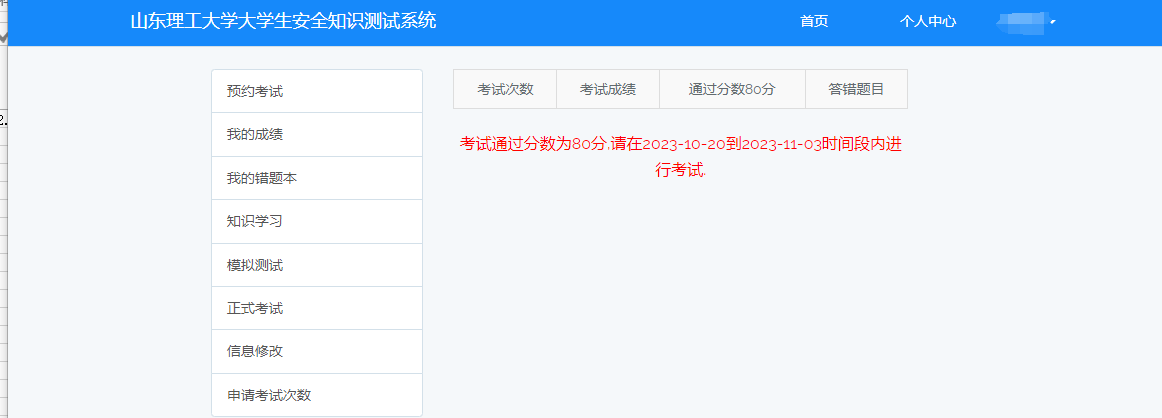 山东理工大学大学生安全知识测试系统 首页 个人中心
预约考试
我的成绩
我的错题本
知识学习
模拟测试
正式考试
信息修改
申请考试次数
考试次数 考试成绩 通过分数80分 答错题目
考试通过分数为80分,请在2023-10-20到2023-11-03时间段内进
行考试.